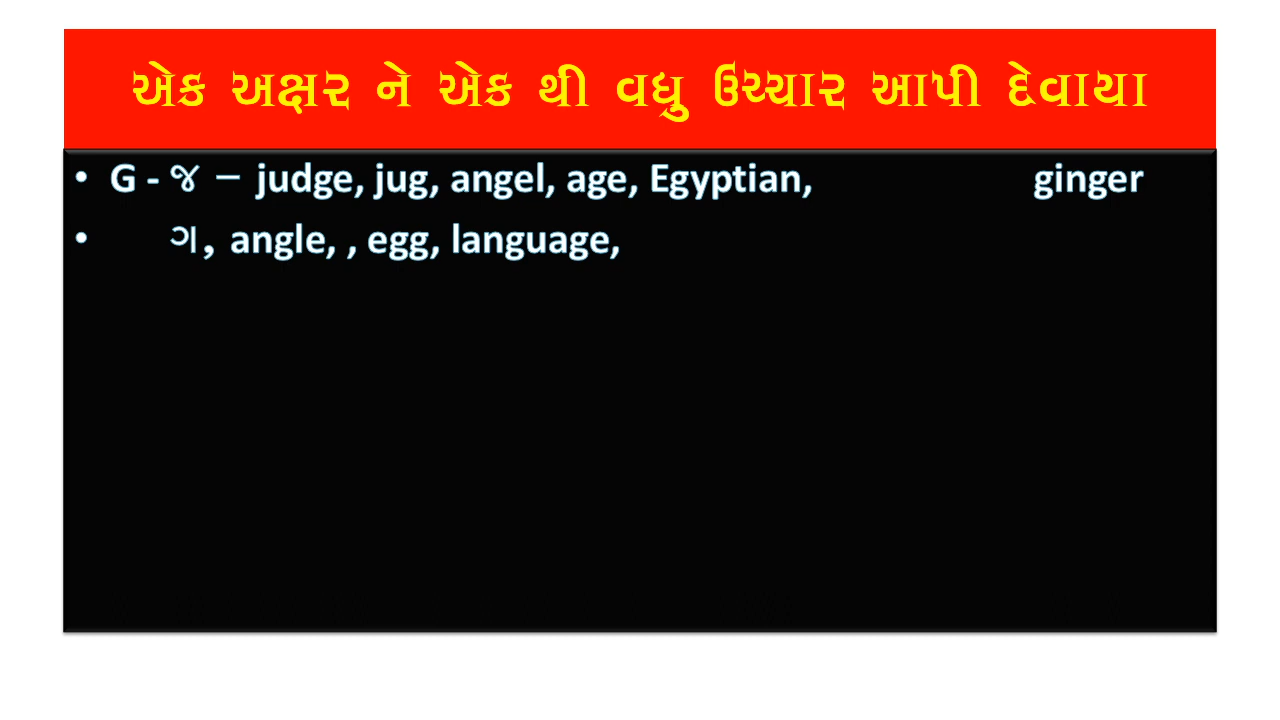 એક અક્ષર ને એક થી વધુ ઉચ્ચાર આપી દેવાયા
• G - જ – judge, jug, angel, age, Egyptian, ginger
• ગ, angle, , egg, language,